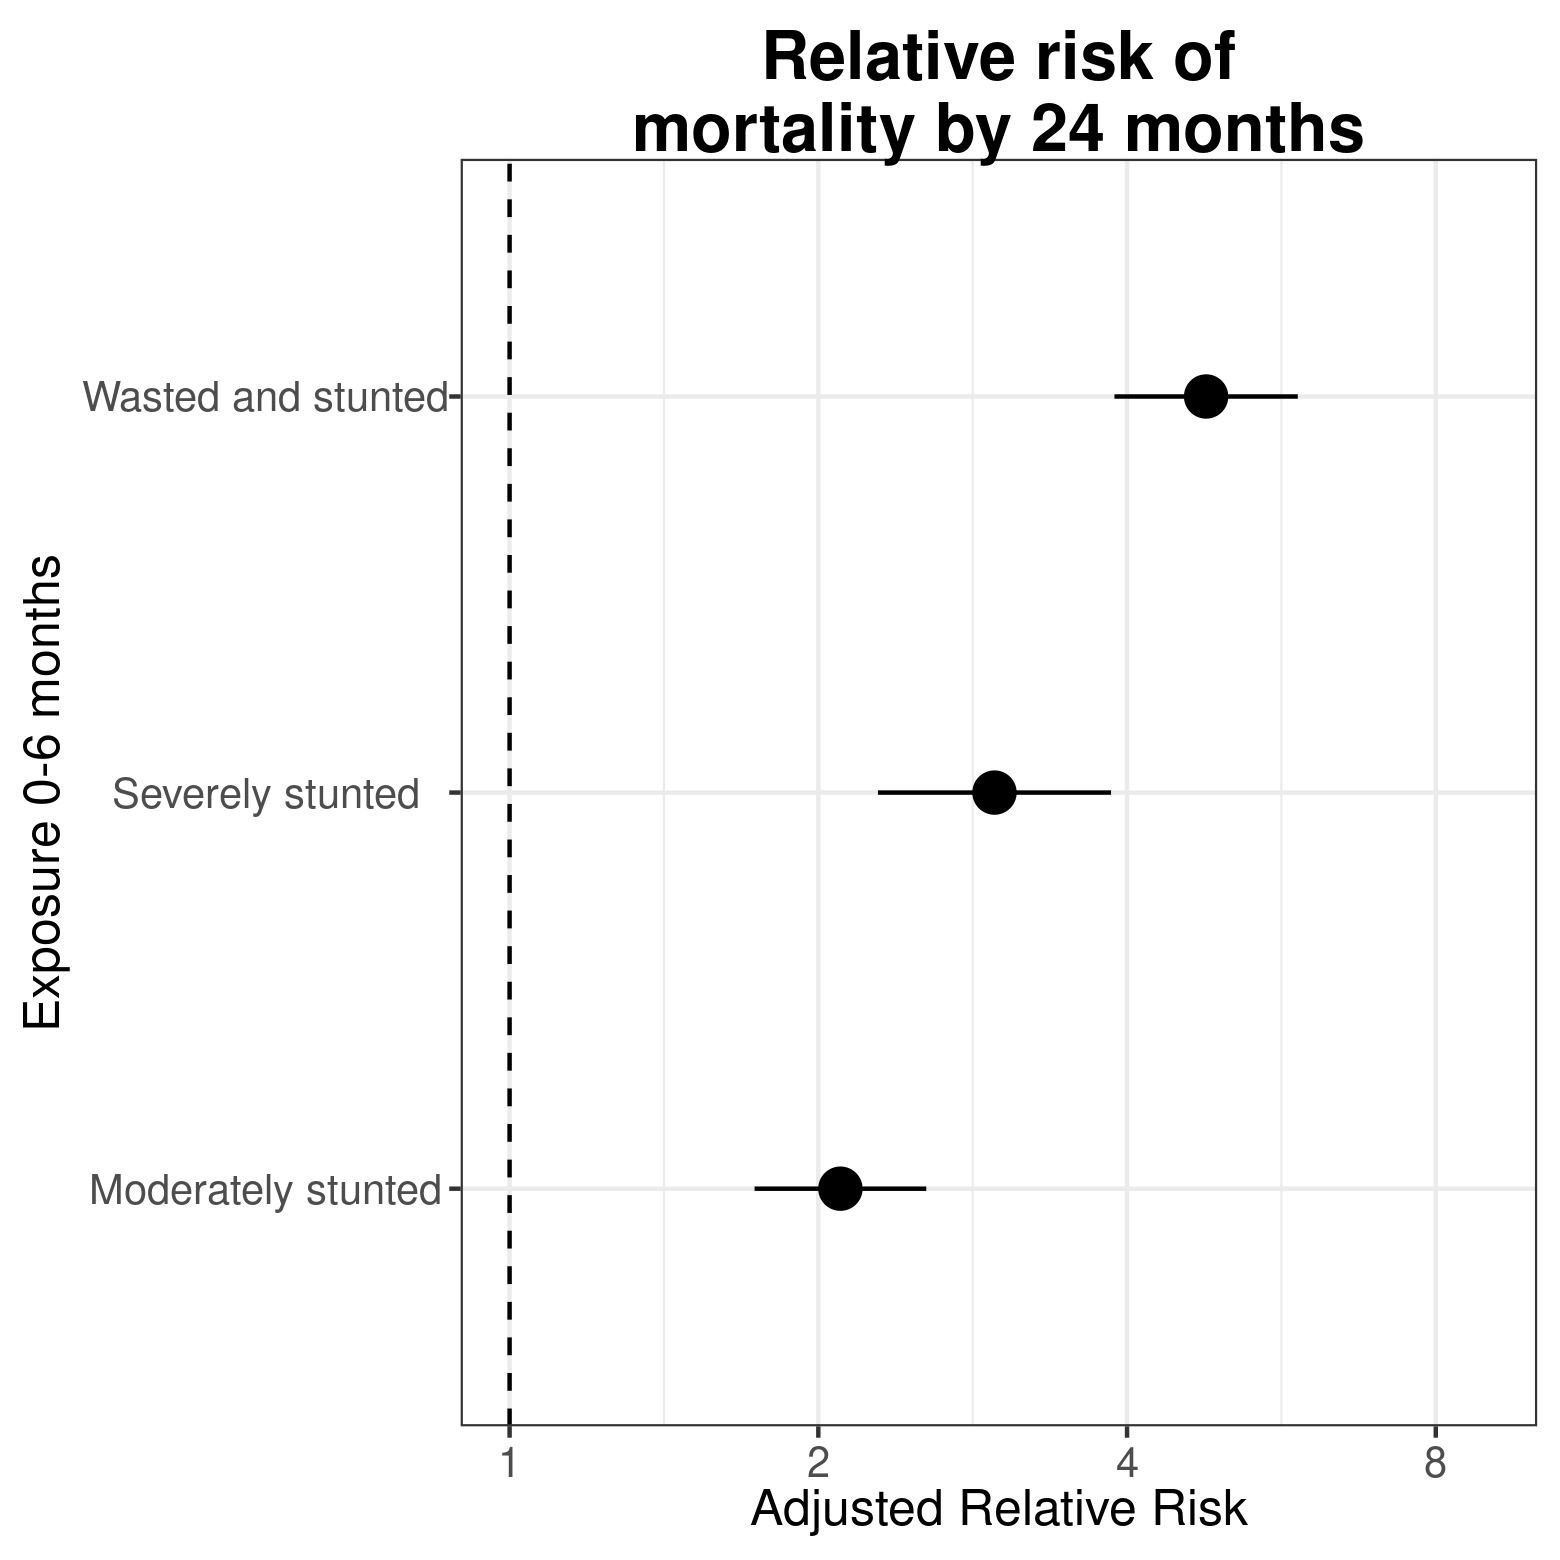 Relative risk of
mortality by 24 months
Exposure 0-6 months
Wasted and stunted
Severely stunted
Moderately stunted
1 2 4 8
Adjusted Relative Risk